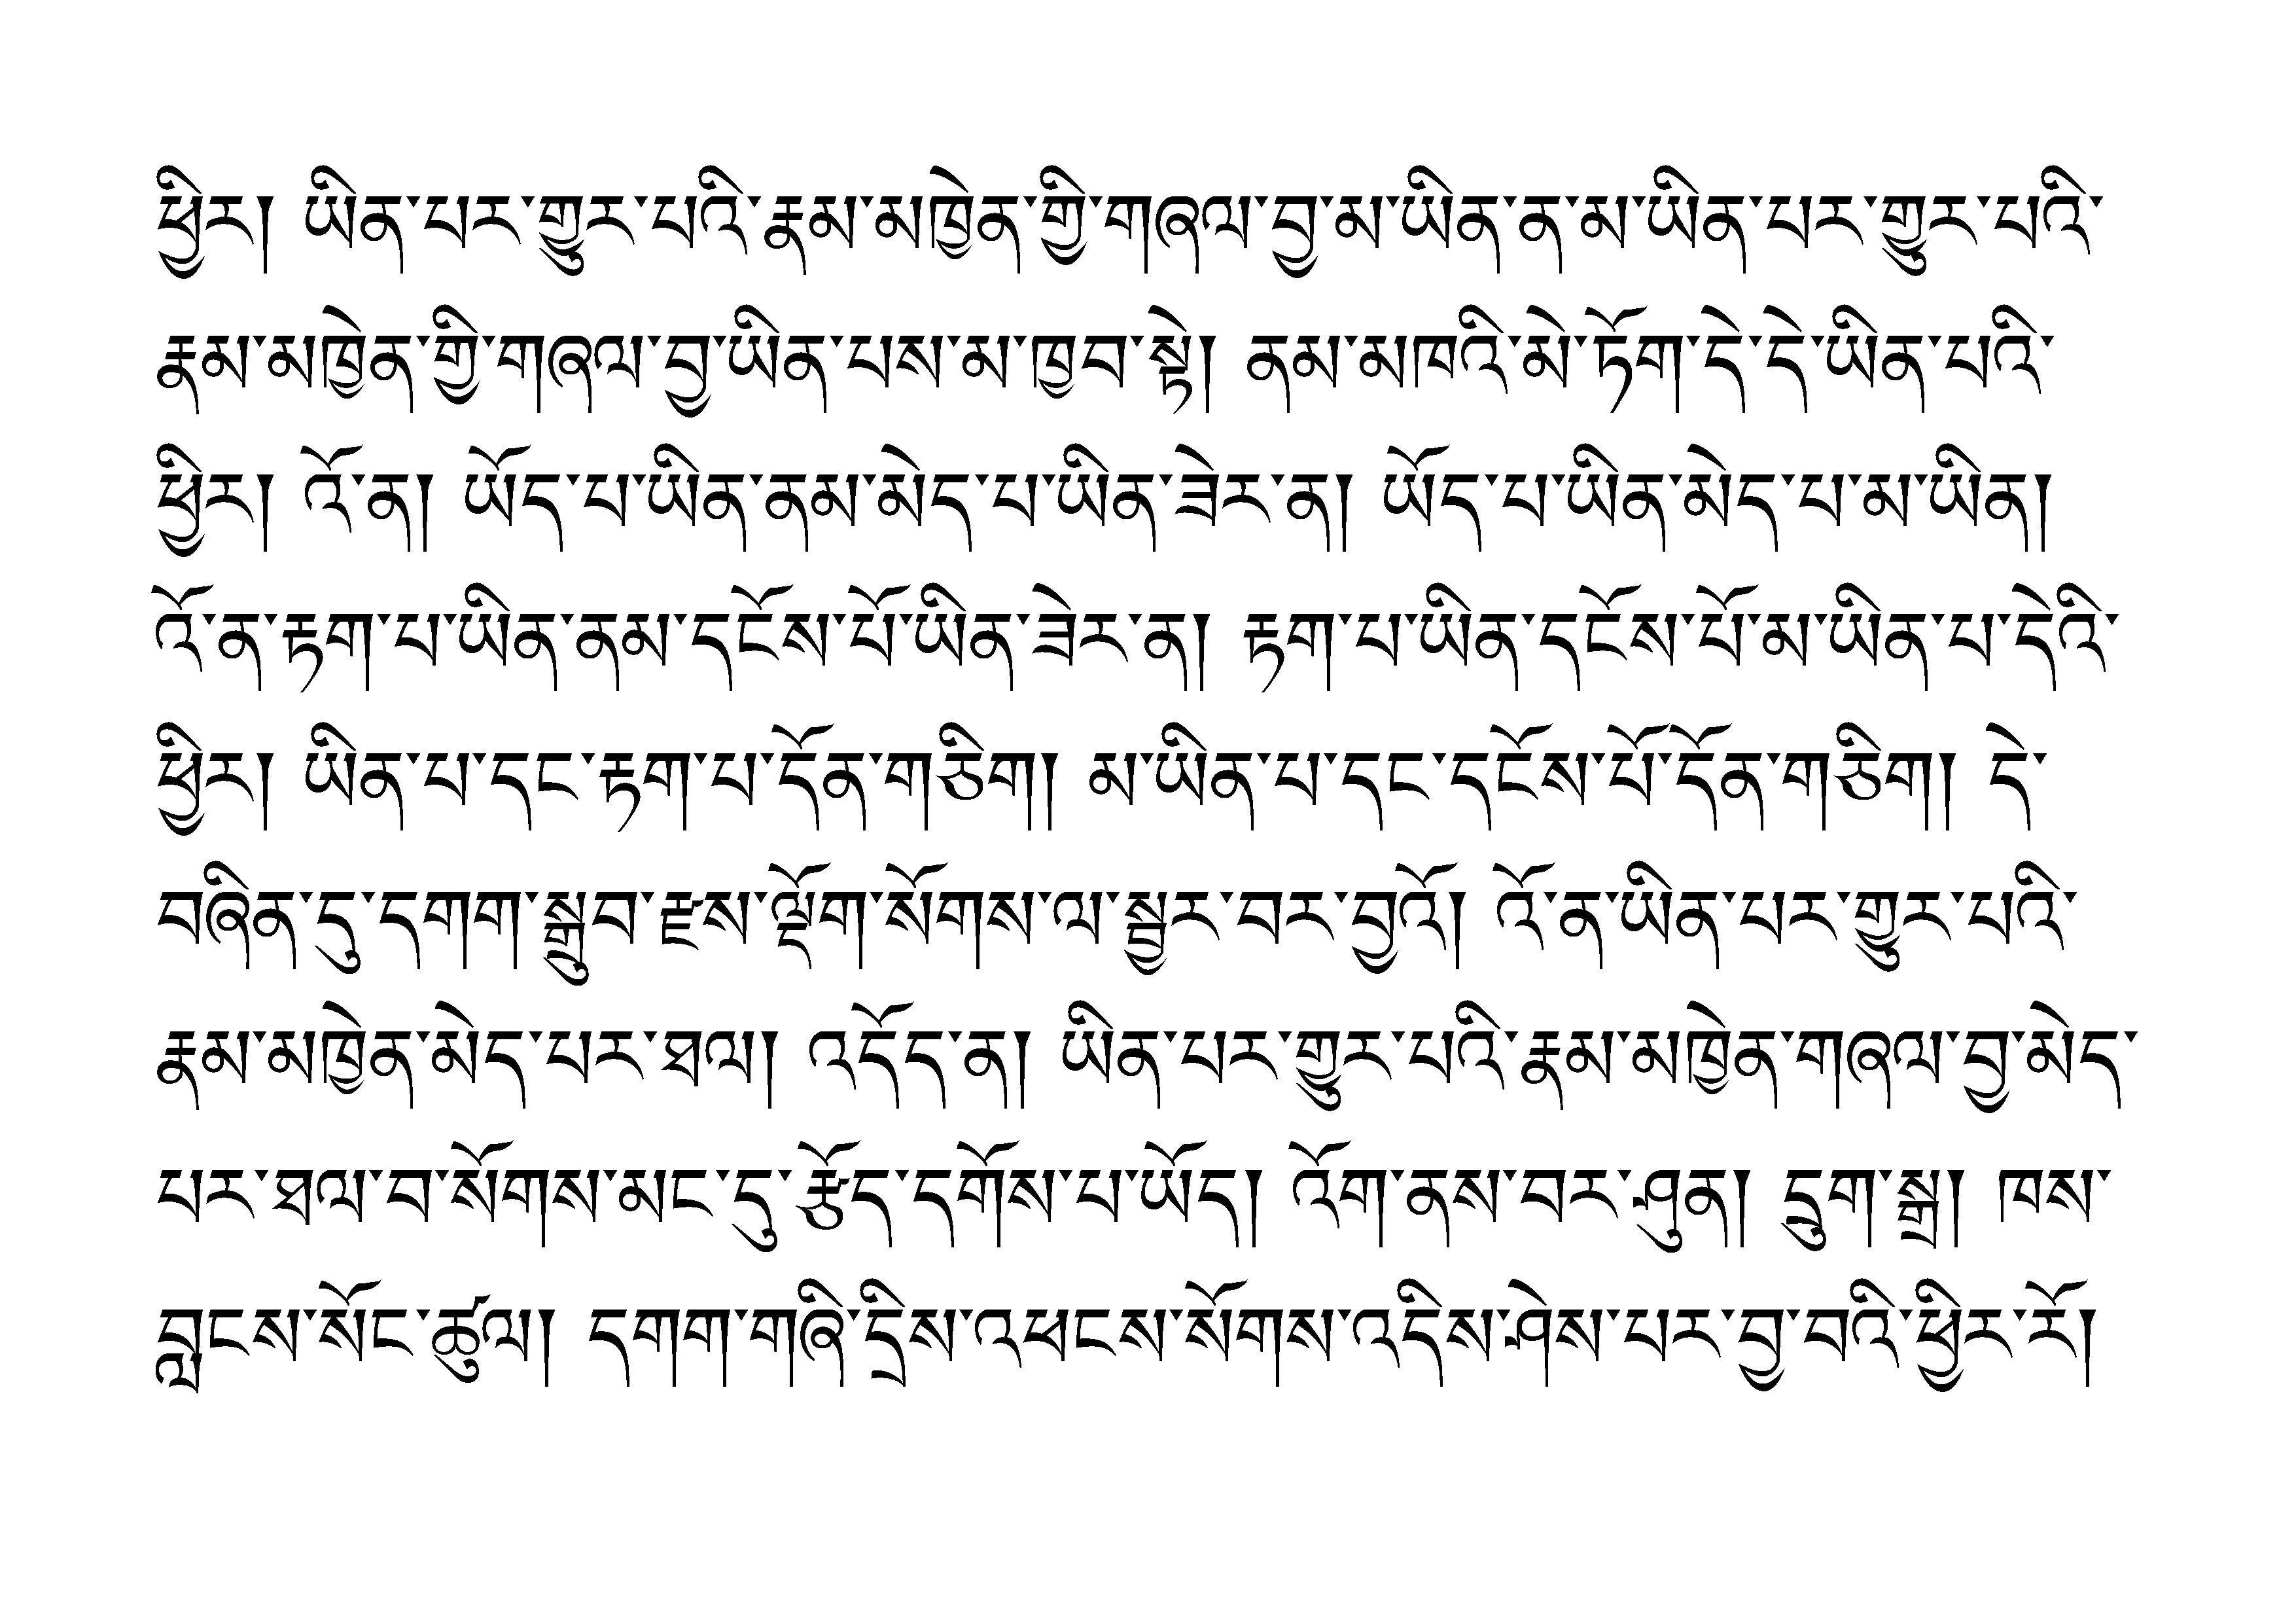 ཕྱིར། ཡིན་པར་གྱུར་པའི་རྣམ་མཁྱེན་གྱི་གཞལ་བྱ་མ་ཡིན་ན་མ་ཡིན་པར་གྱུར་པའི་
རྣམ་མཁྱེན་གྱི་གཞལ་བྱ་ཡིན་པས་མ་ཁྱབ་སྟེ། ནམ་མཁའི་མེ་ཏོག་དེ་དེ་ཡིན་པའི་
ཕྱིར། འོ་ན། ཡོད་པ་ཡིན་ནམ་མེད་པ་ཡིན་ཟེར་ན། ཡོད་པ་ཡིན་མེད་པ་མ་ཡིན།
འོ་ན་རྟག་པ་ཡིན་ནམ་དངོས་པོ་ཡིན་ཟེར་ན། རྟག་པ་ཡིན་དངོས་པོ་མ་ཡིན་པ་དེའི་
ཕྱིར། ཡིན་པ་དང་རྟག་པ་དོན་གཅིག། མ་ཡིན་པ་དང་དངོས་པོ་དོན་གཅིག། དེ་
བཞིན་དུ་དགག་སྒྲུབ་རྫས་ལྡོག་སོགས་ལ་སྦྱར་བར་བྱའོ། འོ་ན་ཡིན་པར་གྱུར་པའི་
རྣམ་མཁྱེན་མེད་པར་ཐལ། འདོད་ན། ཡིན་པར་གྱུར་པའི་རྣམ་མཁྱེན་གཞལ་བྱ་མེད་
པར་ཐལ་བ་སོགས་མང་དུ་རྩོད་དགོས་པ་ཡོད། འོག་ནས་བར་ཤུན། དྲུག་སྒྲ། ཁས་
བླངས་སོང་ཚུལ། དགག་གཞི་དྲིས་འཕངས་སོགས་འདིས་ཤེས་པར་བྱ་བའི་ཕྱིར་རོ།